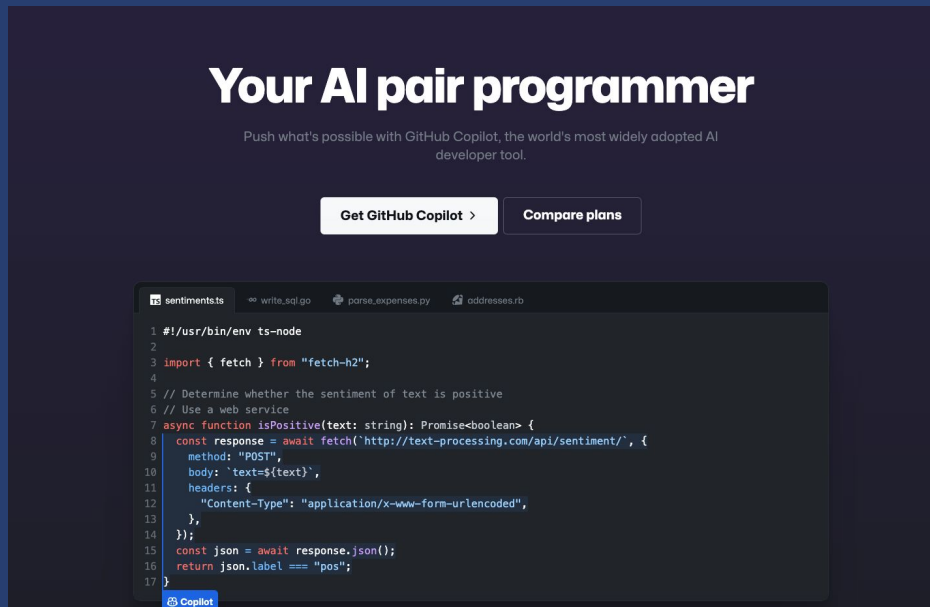 Your AI pair programmer
Push what's possible with GitHub Copilot, the world's most widely adopted AI
developer tool.
Get GitHub Copilot >
Compare plans
TS sentiments.ts
GO write_sql.go
parse_expenses.py
addresses.rb
1 #!/usr/bin/env ts-node
2
3 import { fetch } from "fetch-h2";
4
5 // Determine whether the sentiment of text is positive
6 // Use a web service
7 async function isPositive(text: string): Promise<boolean> {
8   const response = await fetch(`http://text-processing.com/api/sentiment/`, {
9     method: "POST",
10     body: `text=${text}`,
11     headers: {
12       "Content-Type": "application/x-www-form-urlencoded",
13     },
14   });
15   const json = await response.json();
16   return json.label === "pos";
17 }
Copilot